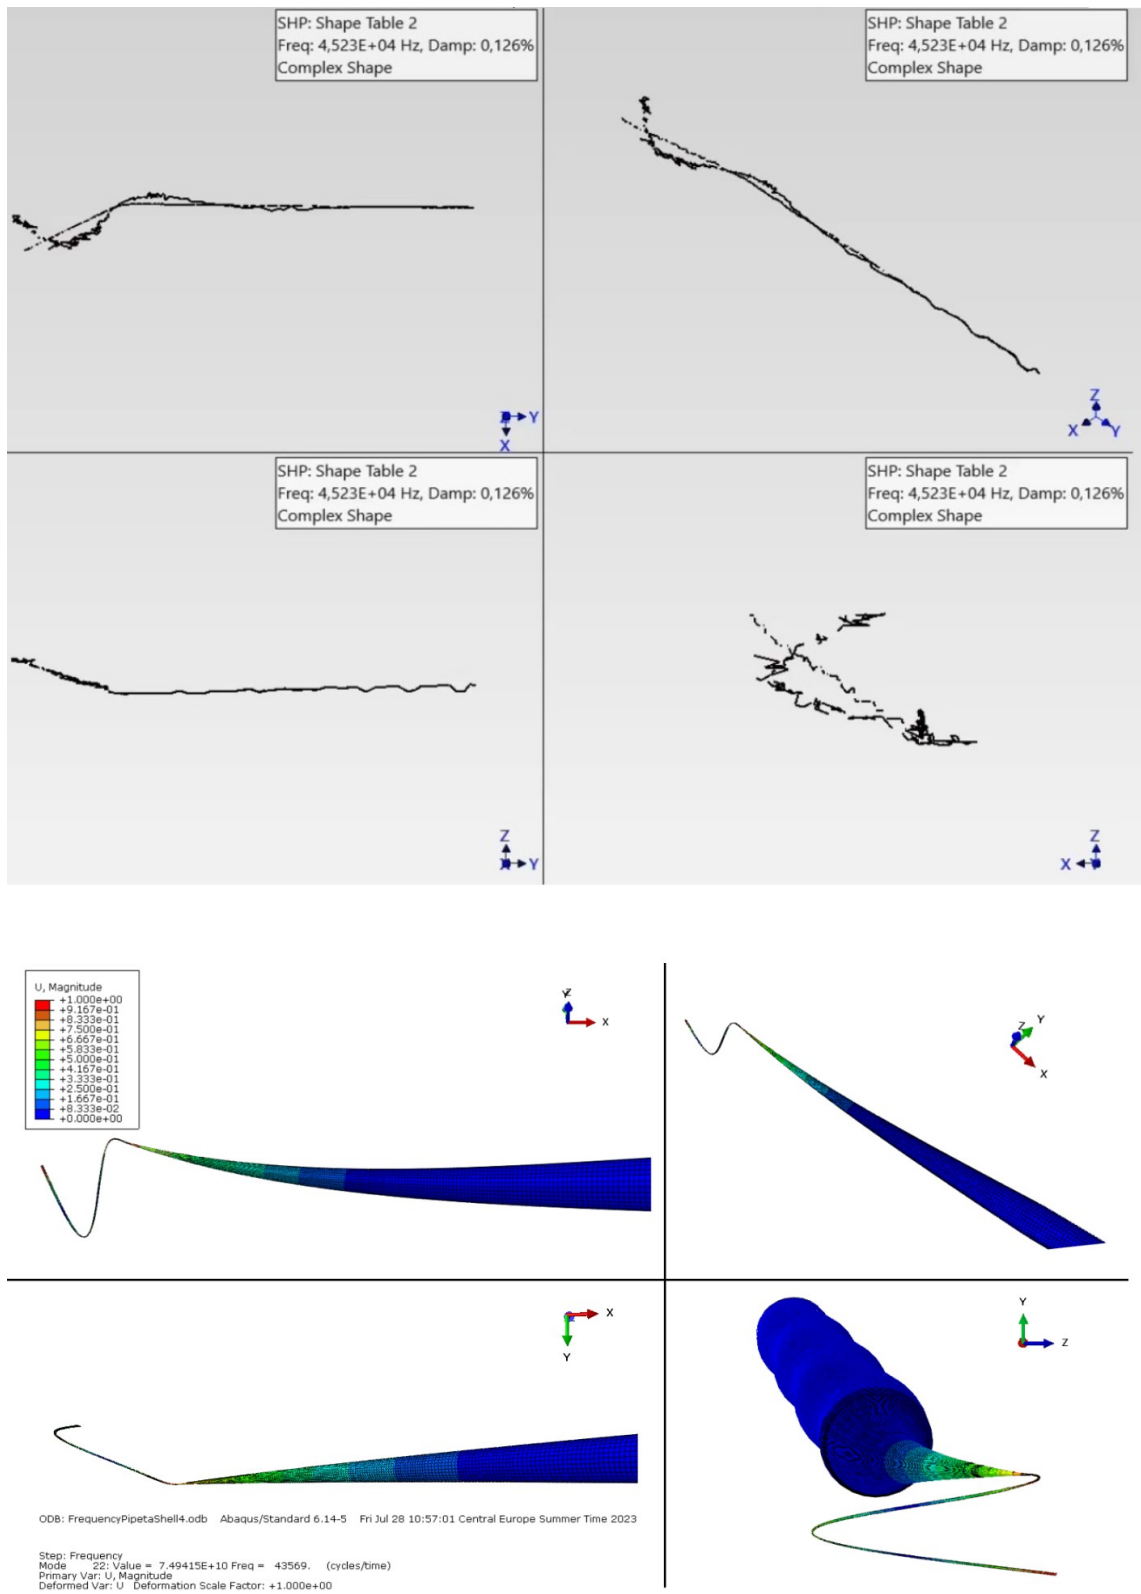 SHP: Shape Table 2
Freq: 4,523E+04 Hz, Damp: 0,126%
Complex Shape
SHP: Shape Table 2
Freq: 4,523E+04 Hz, Damp: 0,126%
Complex Shape
Z Y
X
Z
X Y
SHP: Shape Table 2
Freq: 4,523E+04 Hz, Damp: 0,126%
Complex Shape
SHP: Shape Table 2
Freq: 4,523E+04 Hz, Damp: 0,126%
Complex Shape
Z
X Y
Z
X Y
U, Magnitude
+1.000e+00
+9.167e-01
+8.333e-01
+7.500e-01
+6.667e-01
+5.833e-01
+5.000e-01
+4.167e-01
+3.333e-01
+2.500e-01
+1.667e-01
+8.333e-02
+0.000e+00
Y Z
X
Z Y
X
X
Y
Y
Z
ODB: FrequencyPipetaShell4.odb Abaqus/Standard 6.14-5 Fri Jul 28 10:57:01 Central Europe Summer Time 2023
Step: Frequency
Mode 22: Value = 7.49415E+10 Freq = 43569. (cycles/time)
Primary Var: U, Magnitude
Deformed Var: U Deformation Scale Factor: +1.000e+00